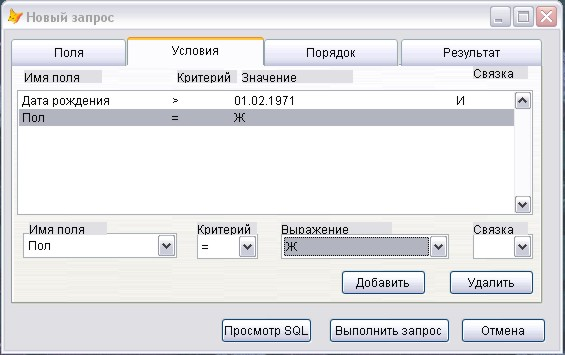 Новый запрос
Поля Условия Порядок Результат
Имя поля Критерий Значение Связка
Дата рождения > 01.02.1971 И
Пол = Ж
Имя поля Критерий Выражение Связка
Пол = Ж
Добавить Удалить
Просмотр SQL Выполнить запрос Отмена